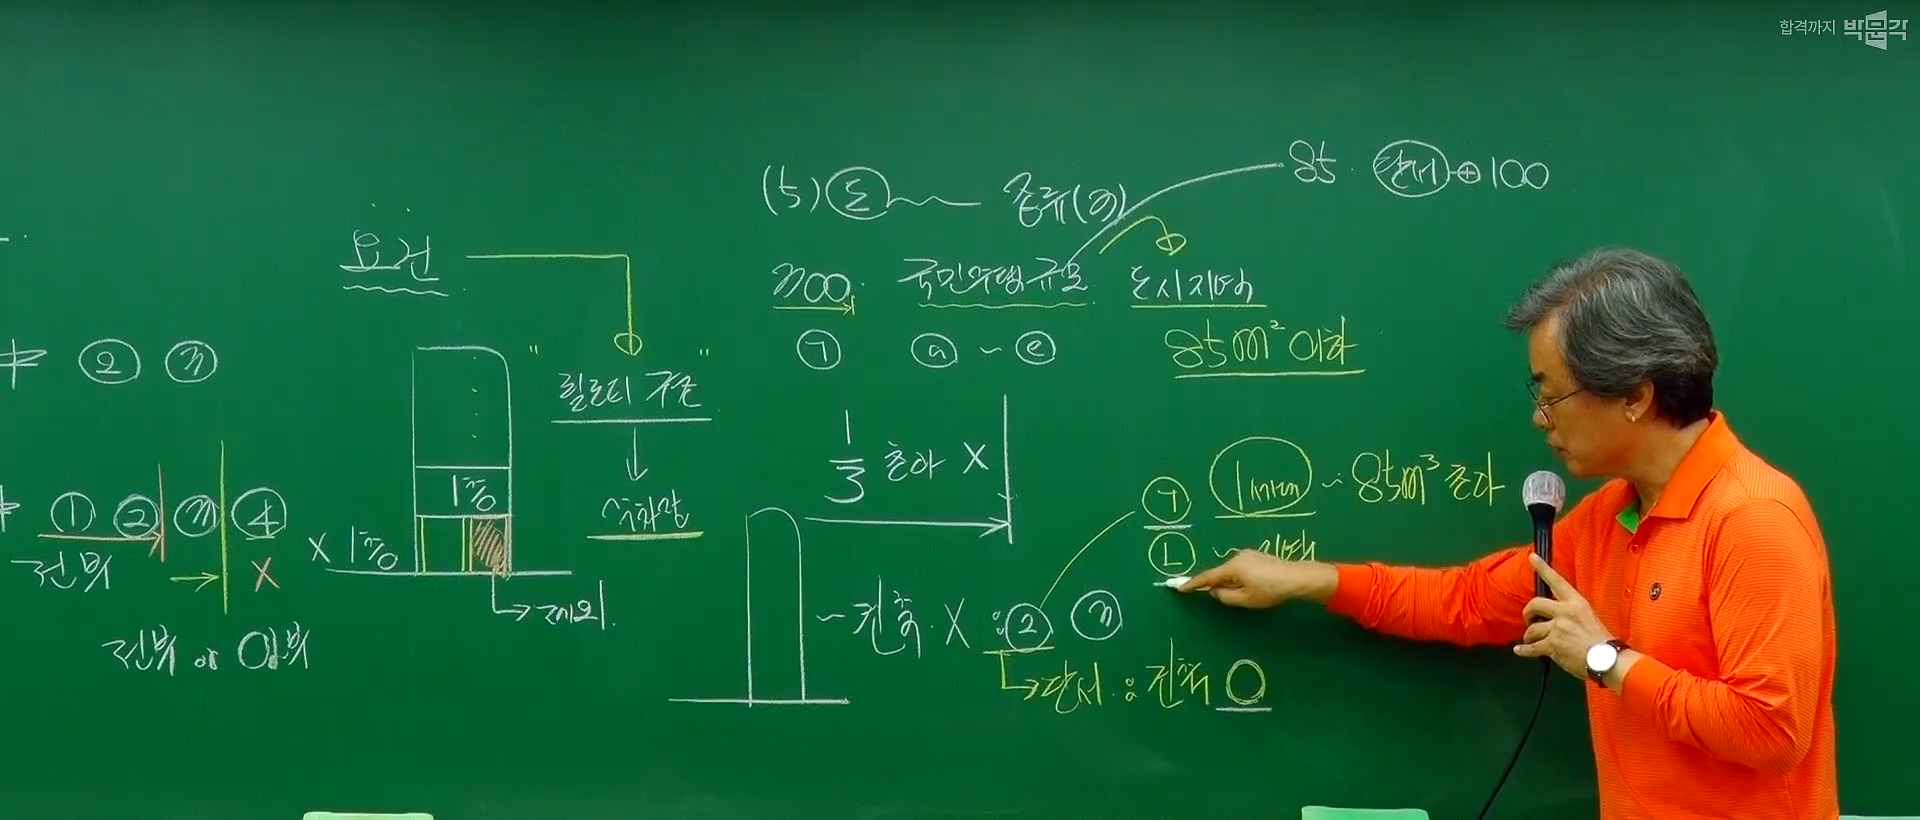 합격까지 박문각
85. 단서 ⊕ 100
(5) 도 종류(3)
요건
300. 국민주택규모 도시지역
㉠ ⓐ ~ ⓔ 85m² 이하
② ③
"필로티 구조"
1/3 초과 X
㉠ 1세대 ~ 85m³ 초과
1층
① ② ③ ④
주차장
X 1층
㉡ ~
전부 → X
→ 제외.
~ 건축. X : ② ③
전부 or 일부
→ 단서. : 건축 ○